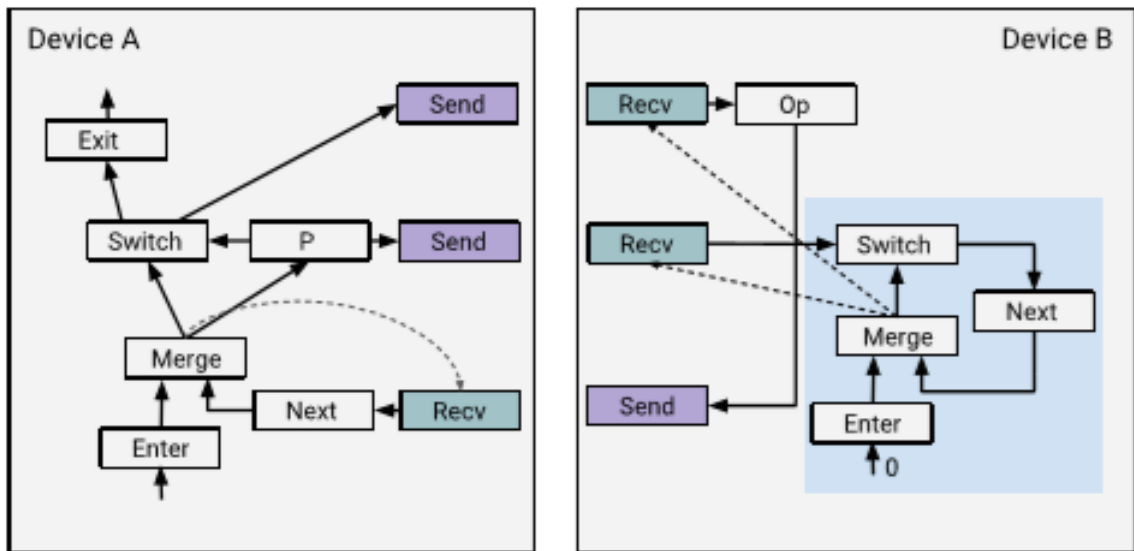 Device A
Send
Exit
Switch
P
Send
Merge
Next
Recv
Enter
Device B
Recv
Op
Recv
Switch
Next
Merge
Send
Enter
0